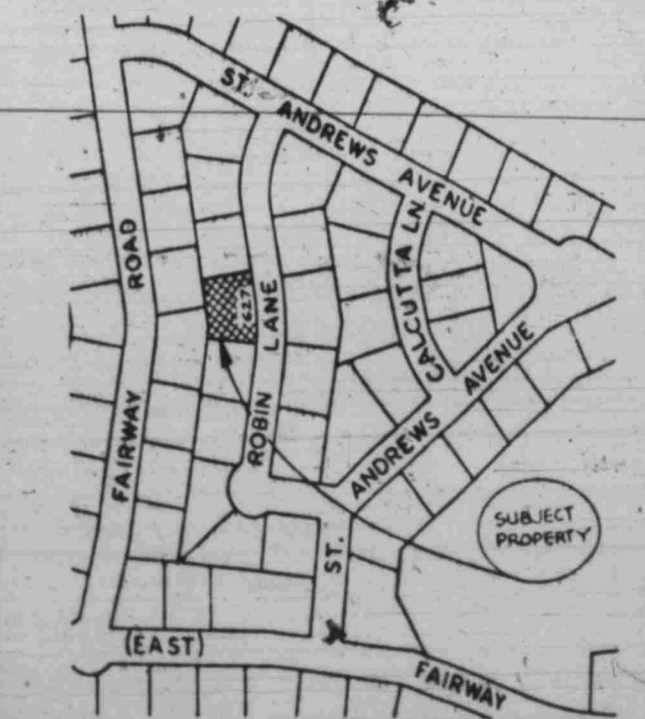 ST. ANDREWS AVENUE
CALCUTTA LN.
ROAD
627
ROBIN LANE
FAIRWAY
ST. ANDREWS AVENUE
SUBJECT
PROPERTY
(EAST)
FAIRWAY